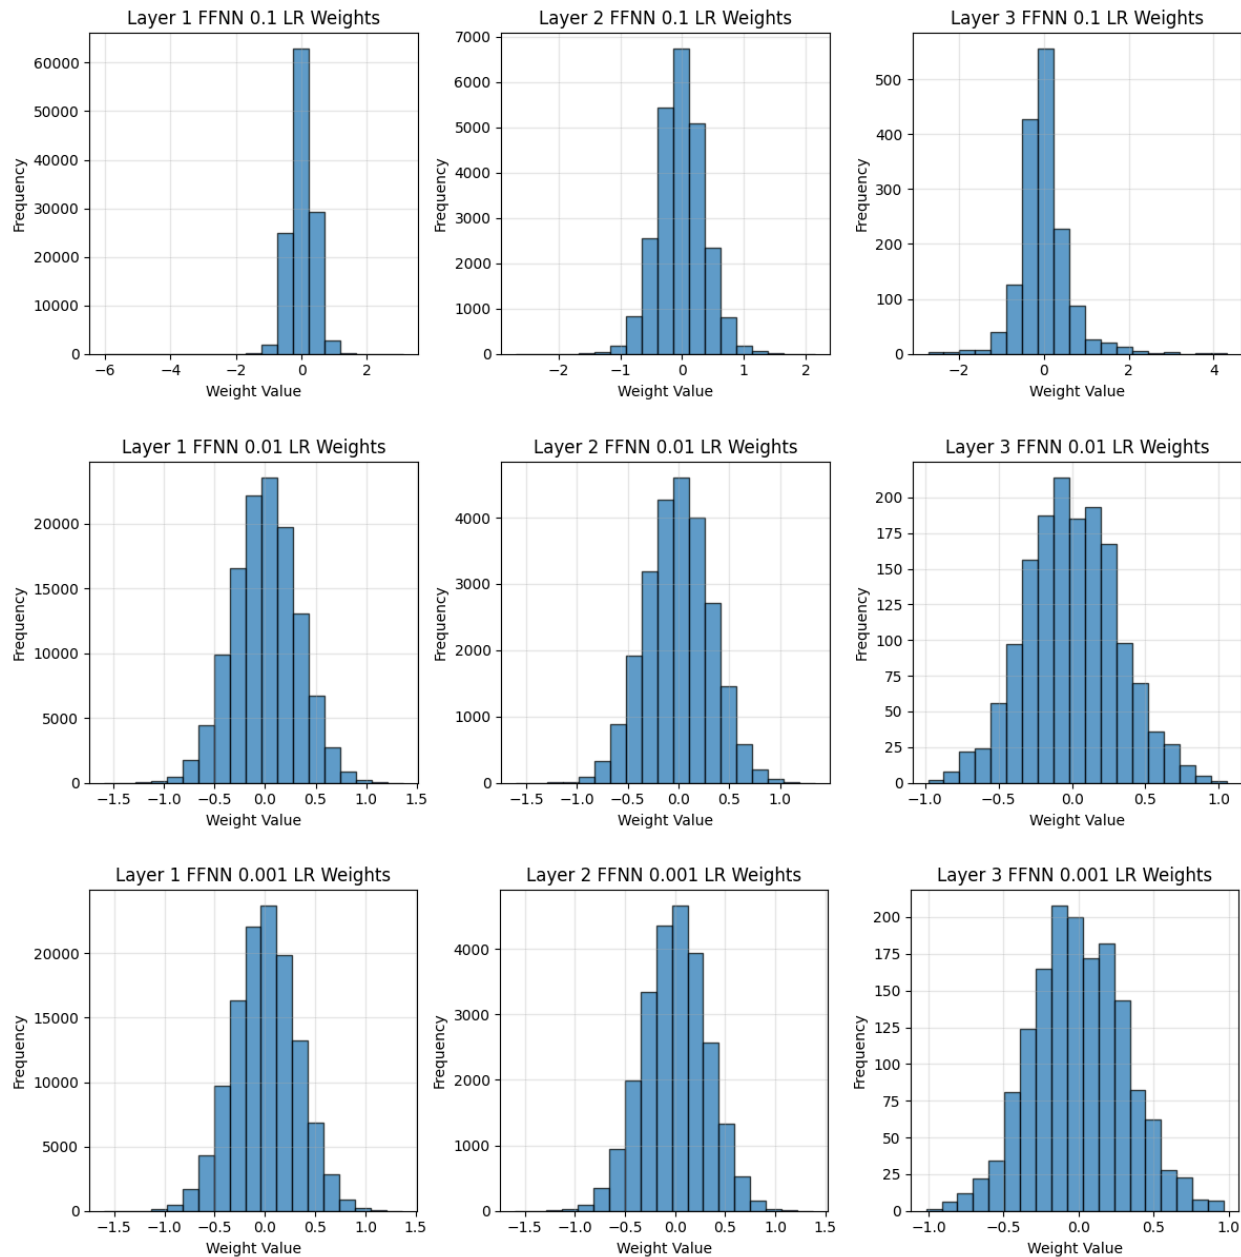 Layer 1 FFNN 0.1 LR Weights
60000
50000
40000
30000
20000
10000
0
Frequency
−6 −4 −2 0 2
Weight Value
Layer 2 FFNN 0.1 LR Weights
7000
6000
5000
4000
3000
2000
1000
0
Frequency
−2 −1 0 1 2
Weight Value
Layer 3 FFNN 0.1 LR Weights
500
400
300
200
100
0
Frequency
−2 0 2 4
Weight Value
Layer 1 FFNN 0.01 LR Weights
20000
15000
10000
5000
0
Frequency
−1.5 −1.0 −0.5 0.0 0.5 1.0 1.5
Weight Value
Layer 2 FFNN 0.01 LR Weights
4000
3000
2000
1000
0
Frequency
−1.5 −1.0 −0.5 0.0 0.5 1.0
Weight Value
Layer 3 FFNN 0.01 LR Weights
200
175
150
125
100
75
50
25
0
Frequency
−1.0 −0.5 0.0 0.5 1.0
Weight Value
Layer 1 FFNN 0.001 LR Weights
20000
15000
10000
5000
0
Frequency
−1.5 −1.0 −0.5 0.0 0.5 1.0 1.5
Weight Value
Layer 2 FFNN 0.001 LR Weights
4000
3000
2000
1000
0
Frequency
−1.5 −1.0 −0.5 0.0 0.5 1.0 1.5
Weight Value
Layer 3 FFNN 0.001 LR Weights
200
175
150
125
100
75
50
25
0
Frequency
−1.0 −0.5 0.0 0.5 1.0
Weight Value